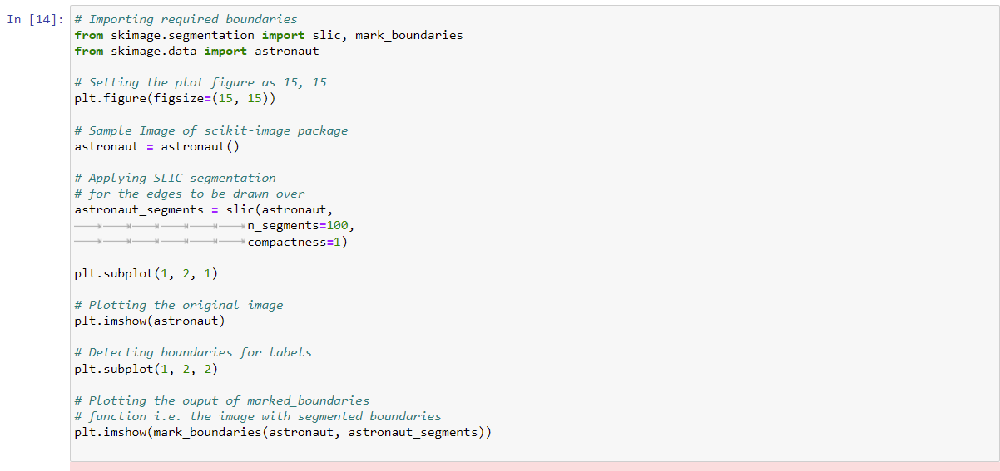 In [14]: # Importing required boundaries
from skimage.segmentation import slic, mark_boundaries
from skimage.data import astronaut
# Setting the plot figure as 15, 15
plt.figure(figsize=(15, 15))
# Sample Image of scikit-image package
astronaut = astronaut()
# Applying SLIC segmentation
# for the edges to be drawn over
astronaut_segments = slic(astronaut,
n_segments=100,
compactness=1)
plt.subplot(1, 2, 1)
# Plotting the original image
plt.imshow(astronaut)
# Detecting boundaries for labels
plt.subplot(1, 2, 2)
# Plotting the ouput of marked_boundaries
# function i.e. the image with segmented boundaries
plt.imshow(mark_boundaries(astronaut, astronaut_segments))